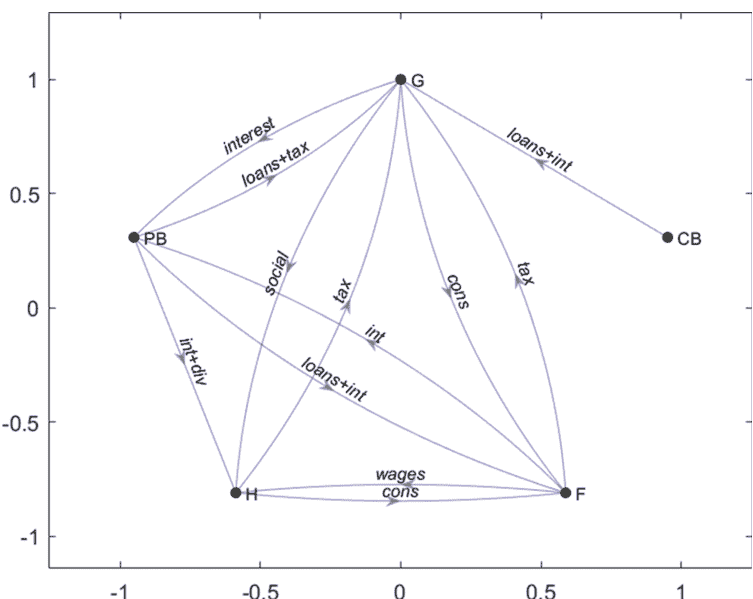 1
G
interest
loans+int
loans+tax
0.5
PB
CB
social
tax
cons
tax
0
int
int+div
loans+int
-0.5
wages
H
cons
F
-1
-1
-0.5
0
0.5
1